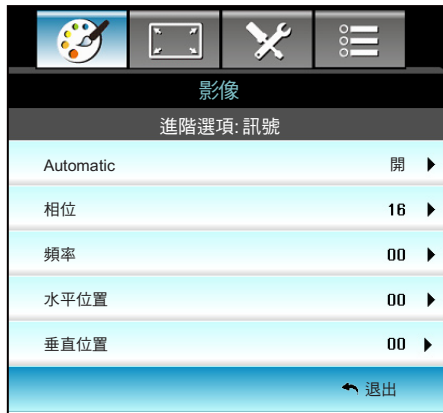 影像
進階選項: 訊號
Automatic 開
相位 16
頻率 00
水平位置 00
垂直位置 00
退出